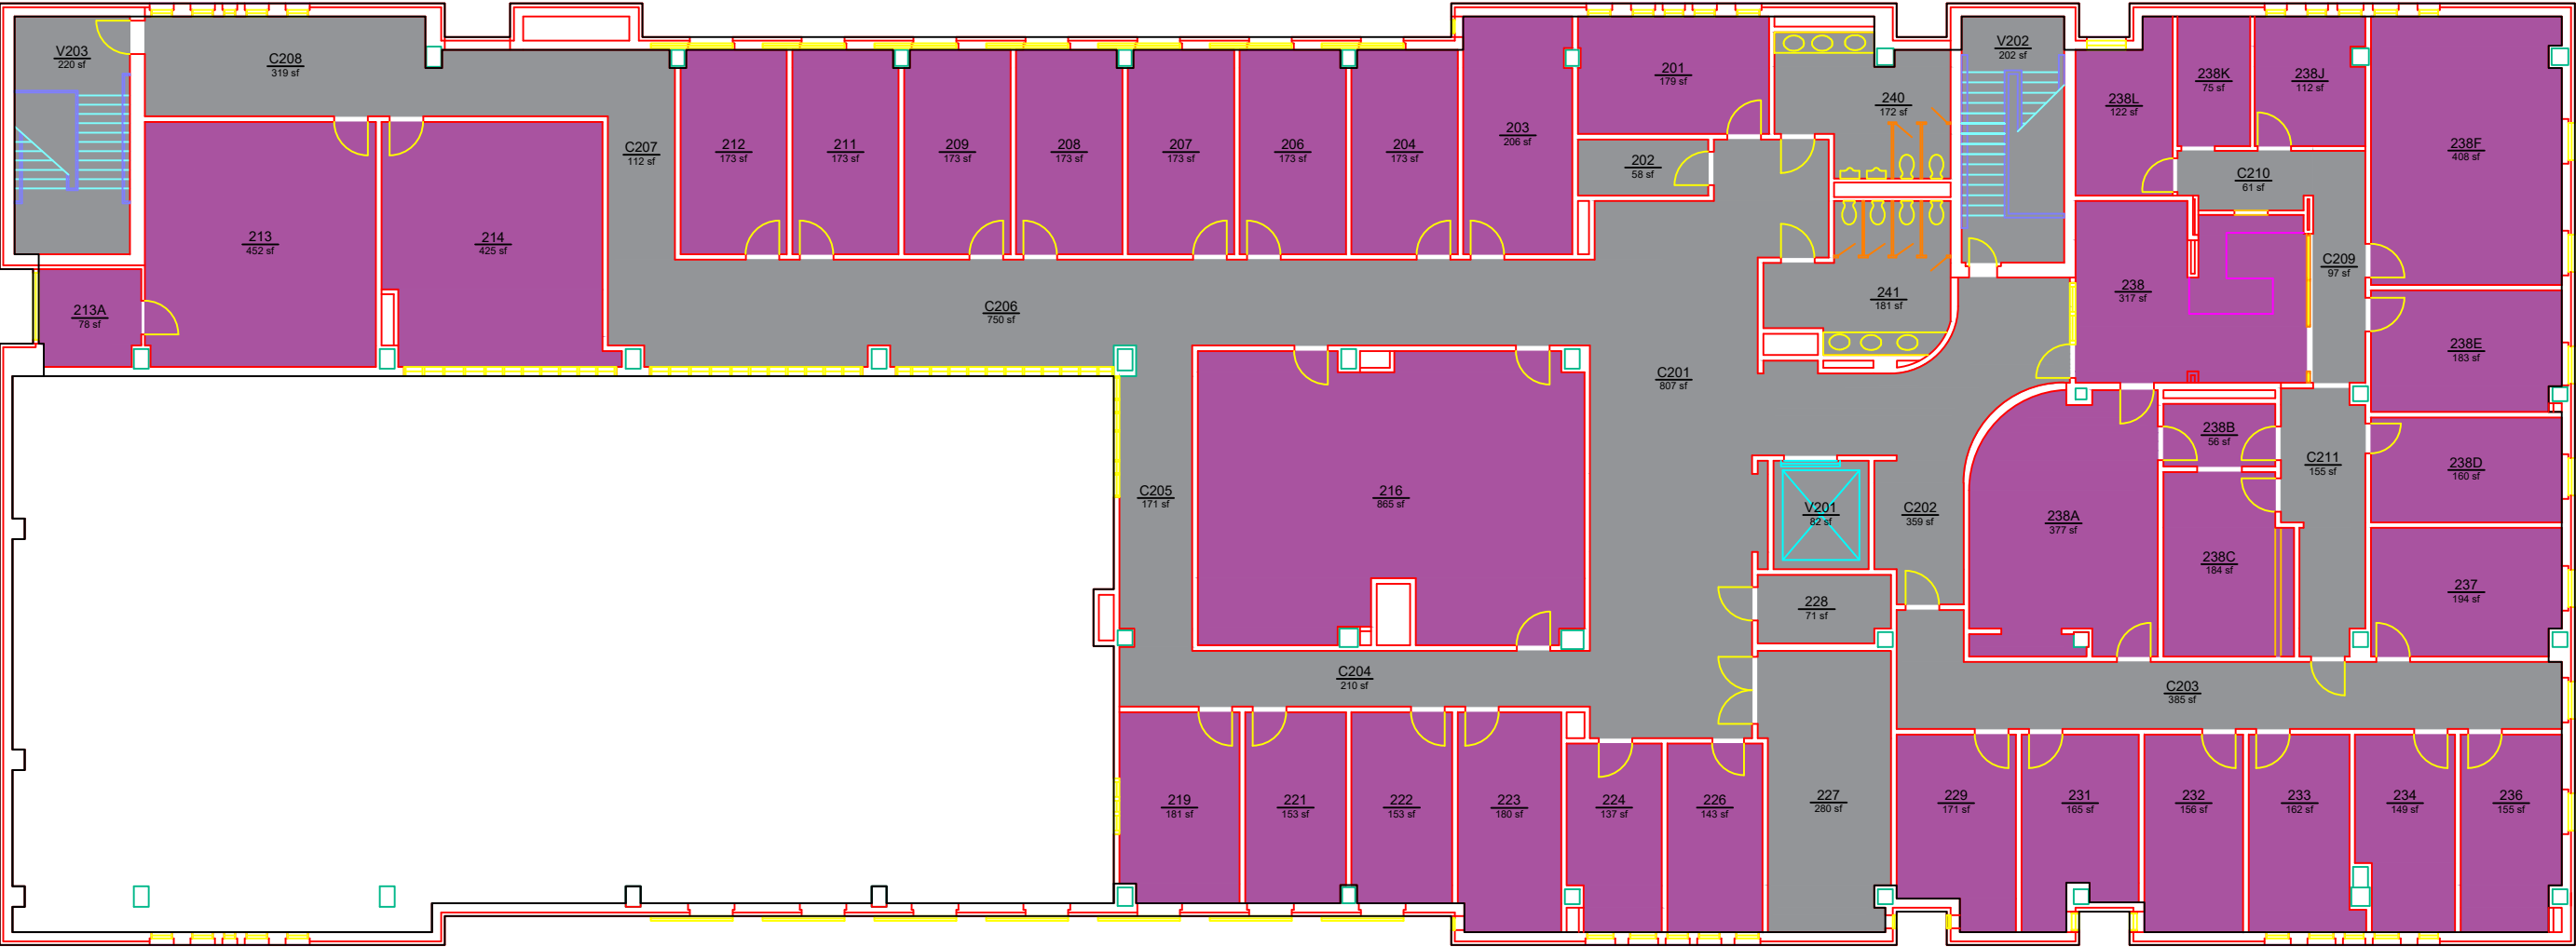 V203
220 sf
C208
319 sf
V202
202 sf
201
179 sf
240
172 sf
238L
122 sf
238K
75 sf
238J
112 sf
C207
112 sf
212
173 sf
211
173 sf
209
173 sf
208
173 sf
207
173 sf
206
173 sf
204
173 sf
203
206 sf
202
58 sf
238F
408 sf
C210
61 sf
213
452 sf
214
425 sf
C209
97 sf
213A
78 sf
C206
750 sf
241
181 sf
238
317 sf
238E
183 sf
C201
807 sf
238B
56 sf
C211
155 sf
238D
160 sf
C205
171 sf
216
865 sf
V201
82 sf
C202
359 sf
238A
377 sf
238C
184 sf
237
194 sf
228
71 sf
C204
210 sf
C203
385 sf
219
181 sf
221
153 sf
222
153 sf
223
180 sf
224
137 sf
226
143 sf
227
280 sf
229
171 sf
231
165 sf
232
156 sf
233
162 sf
234
149 sf
236
155 sf